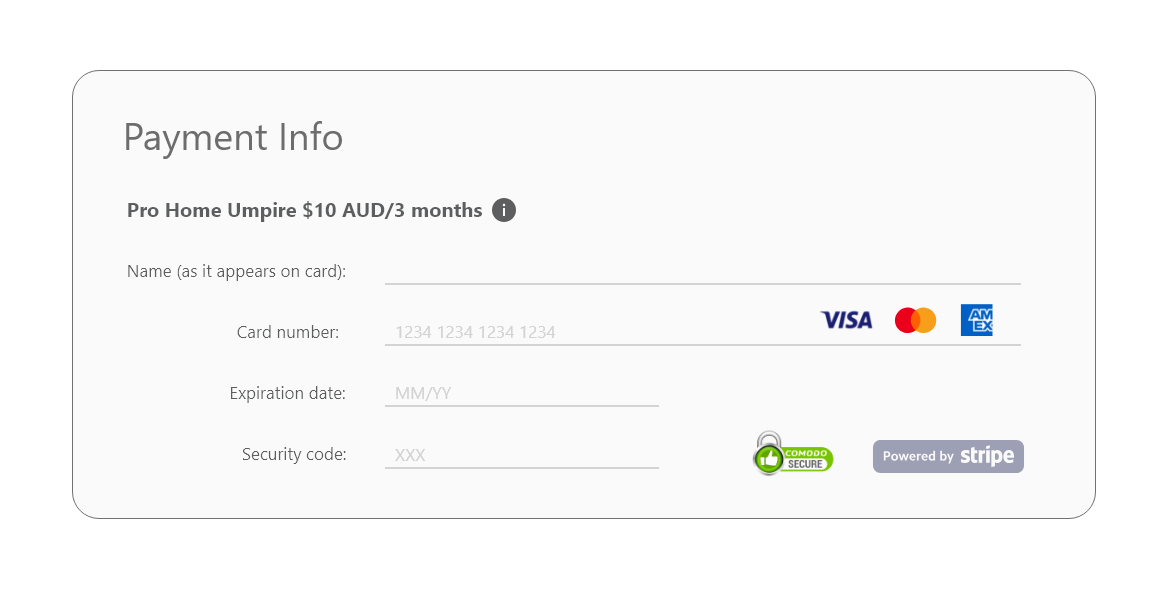 Payment Info
Pro Home Umpire $10 AUD/3 months i
Name (as it appears on card):
Card number: 1234 1234 1234 1234 VISA AM EX
Expiration date: MM/YY
Security code: XXX COMODO SECURE Powered by stripe